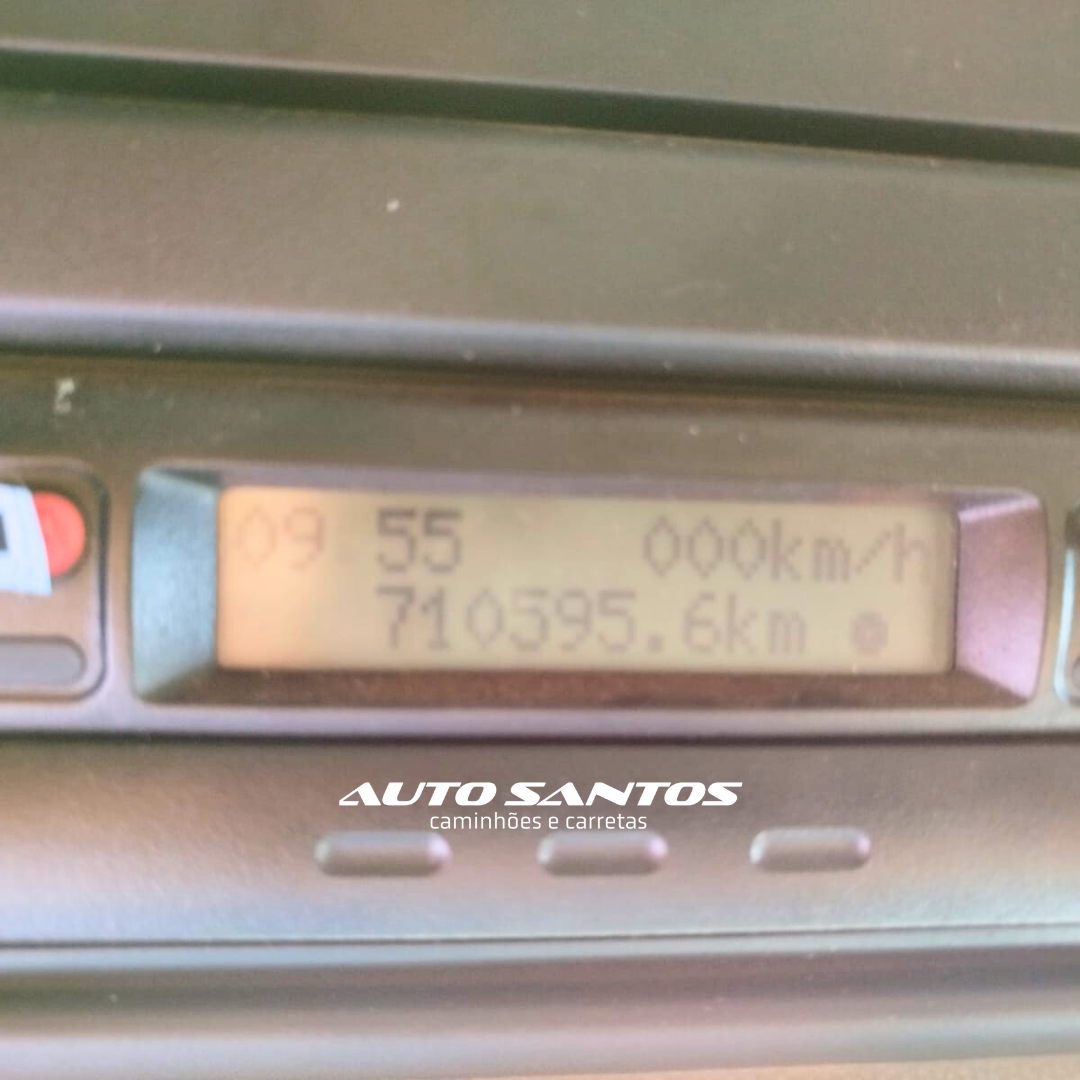 09 55 000km/h
710595.6km
AUTO SANTOS
caminhões e carretas